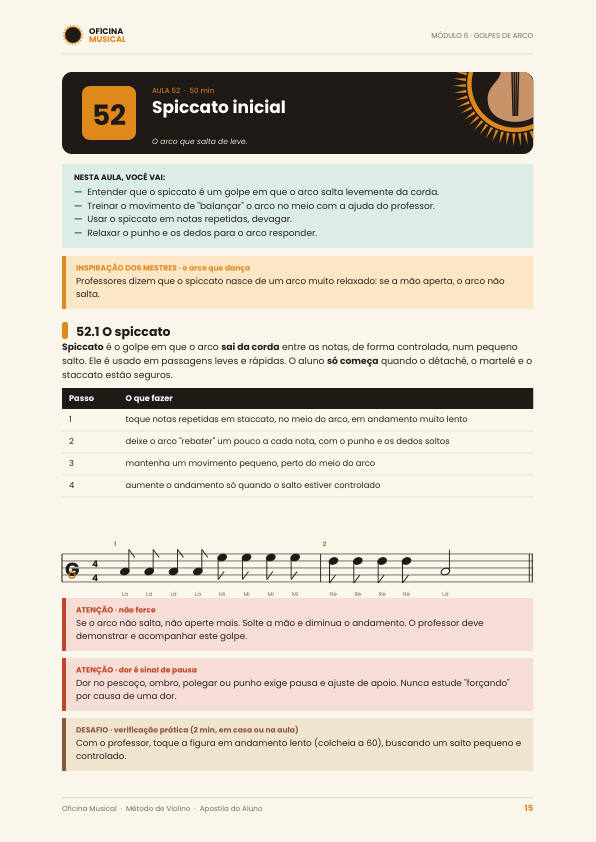 OFICINA
MUSICAL
MÓDULO 6 · GOLPES DE ARCO
52
AULA 52 · 50 min
Spiccato inicial
O arco que salta de leve.
NESTA AULA, VOCÊ VAI:
— Entender que o spiccato é um golpe em que o arco salta levemente da corda.
— Treinar o movimento de "balançar" o arco no meio com a ajuda do professor.
— Usar o spiccato em notas repetidas, devagar.
— Relaxar o punho e os dedos para o arco responder.
INSPIRAÇÃO DOS MESTRES · o arco que dança
Professores dizem que o spiccato nasce de um arco muito relaxado: se a mão aperta, o arco não
salta.
52.1 O spiccato
Spiccato é o golpe em que o arco sai da corda entre as notas, de forma controlada, num pequeno
salto. Ele é usado em passagens leves e rápidas. O aluno só começa quando o détaché, o martelé e o
staccato estão seguros.
Passo O que fazer
1 toque notas repetidas em staccato, no meio do arco, em andamento muito lento
2 deixe o arco "rebater" um pouco a cada nota, com o punho e os dedos soltos
3 mantenha um movimento pequeno, perto do meio do arco
4 aumente o andamento só quando o salto estiver controlado
1 2
G 4
4
La La La La Mi Mi Mi Mi Re Re Re Re La
ATENÇÃO · não force
Se o arco não salta, não aperte mais. Solte a mão e diminua o andamento. O professor deve
demonstrar e acompanhar este golpe.
ATENÇÃO · dor é sinal de pausa
Dor no pescoço, ombro, polegar ou punho exige pausa e ajuste de apoio. Nunca estude "forçando"
por causa de uma dor.
DESAFIO · verificação prática (2 min, em casa ou na aula)
Com o professor, toque a figura em andamento lento (colcheia a 60), buscando um salto pequeno e
controlado.
Oficina Musical · Método de Violino · Apostila do Aluno 15